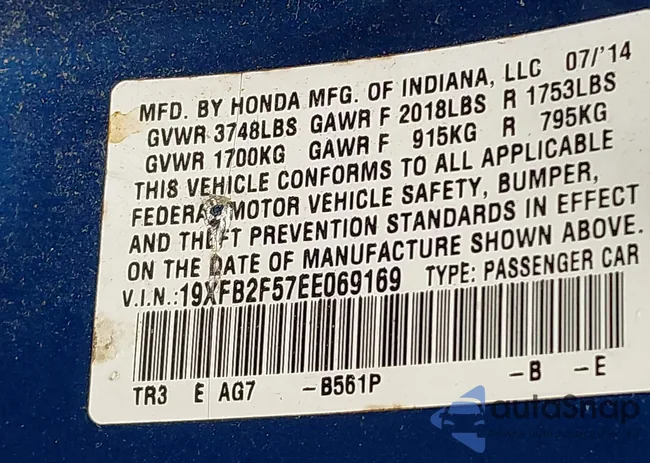 MFD. BY HONDA MFG. OF INDIANA, LLC 07/'14
GVWR 3748LBS GAWR F 2018LBS R 1753LBS
GVWR 1700KG GAWR F 915KG R 795KG
THIS VEHICLE CONFORMS TO ALL APPLICABLE
FEDERAL MOTOR VEHICLE SAFETY, BUMPER,
AND THEFT PREVENTION STANDARDS IN EFFECT
ON THE DATE OF MANUFACTURE SHOWN ABOVE.
V.I.N.:19XFB2F57EE069169 TYPE: PASSENGER CAR
TR3 E AG7 -B561P -B -E
autosnap